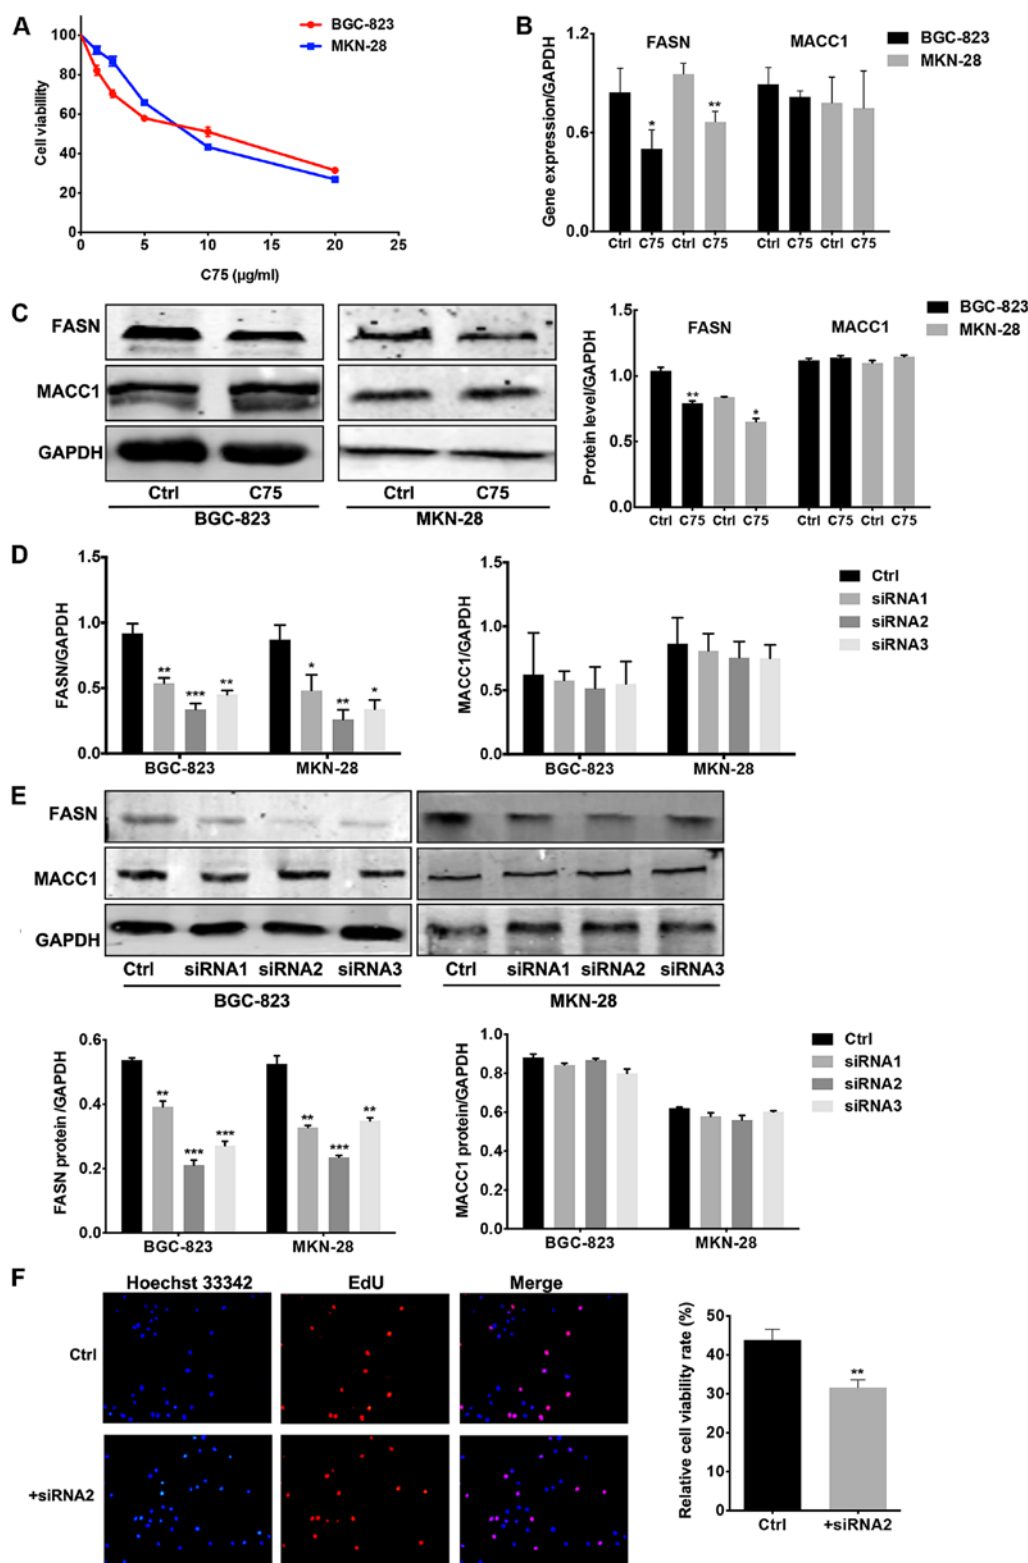 A
BGC-823
MKN-28
100
80
60
40
20
0
Cell viability
0 5 10 15 20 25
C75 (µg/ml)
B
BGC-823
MKN-28
FASN MACC1
1.2
0.6
0.0
Gene expression/GAPDH
* **
Ctrl C75 Ctrl C75 Ctrl C75 Ctrl C75
C
FASN
MACC1
GAPDH
Ctrl C75 Ctrl C75
BGC-823 MKN-28
BGC-823
MKN-28
FASN MACC1
1.5
1.0
0.5
0.0
Protein level/GAPDH
** *
Ctrl C75 Ctrl C75 Ctrl C75 Ctrl C75
D
1.5
1.0
0.5
0.0
FASN/GAPDH
** *** ** * ** *
BGC-823 MKN-28
1.5
1.0
0.5
0.0
MACC1/GAPDH
BGC-823 MKN-28
Ctrl
siRNA1
siRNA2
siRNA3
E
FASN
MACC1
GAPDH
Ctrl siRNA1 siRNA2 siRNA3 Ctrl siRNA1 siRNA2 siRNA3
BGC-823 MKN-28
0.6
0.4
0.2
0.0
FASN protein /GAPDH
** *** *** ** *** **
BGC-823 MKN-28
1.0
0.8
0.6
0.4
0.2
0.0
MACC1 protein/GAPDH
BGC-823 MKN-28
Ctrl
siRNA1
siRNA2
siRNA3
F
Hoechst 33342 EdU Merge
Ctrl
+siRNA2
50
40
30
20
10
0
Relative cell viability rate (%)
**
Ctrl +siRNA2